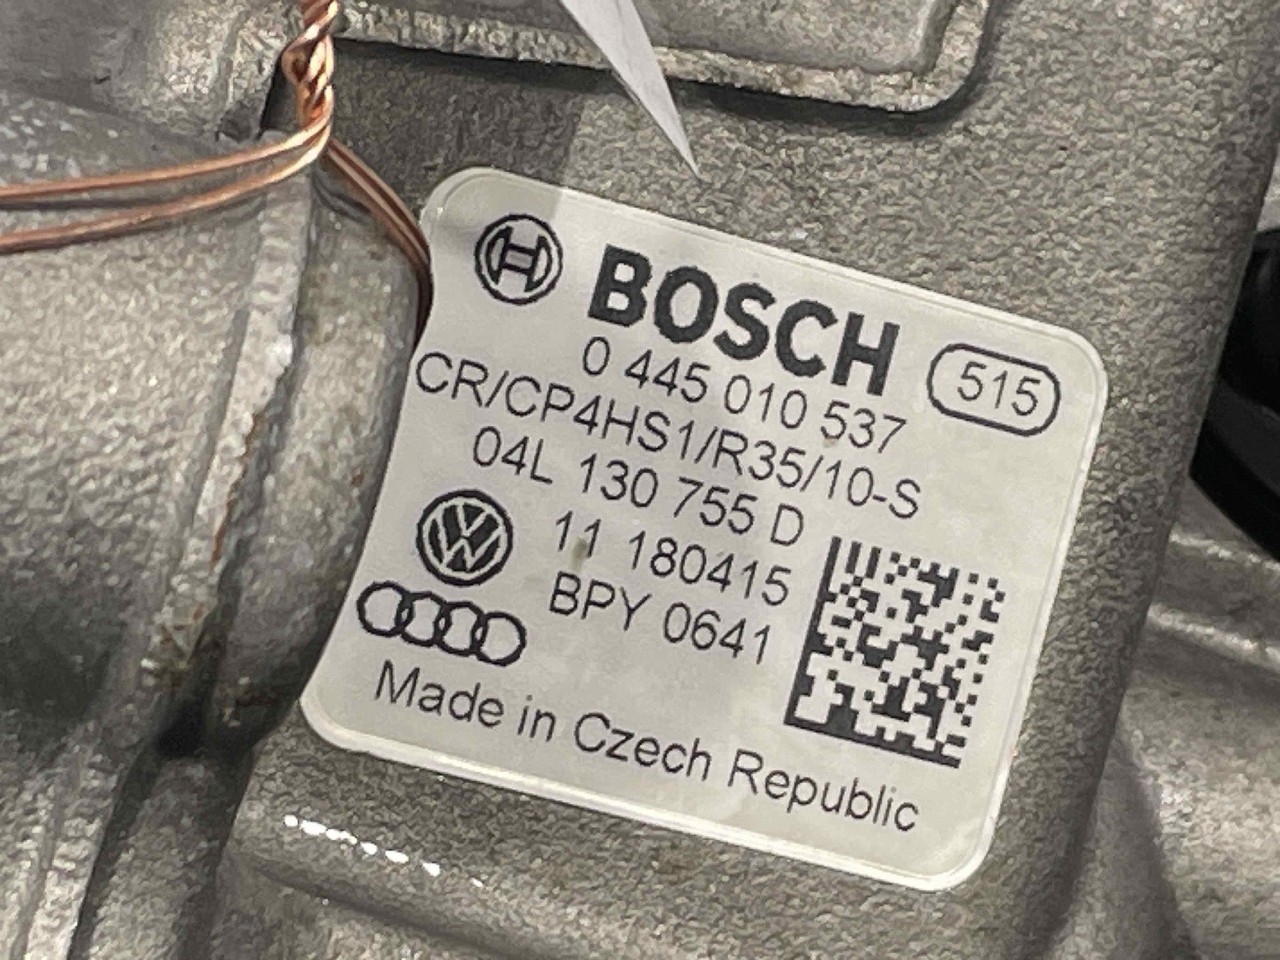 BOSCH
0 445 010 537
515
CR/CP4HS1/R35/10-S
04L 130 755 D
11 180415
BPY 0641
Made in Czech Republic